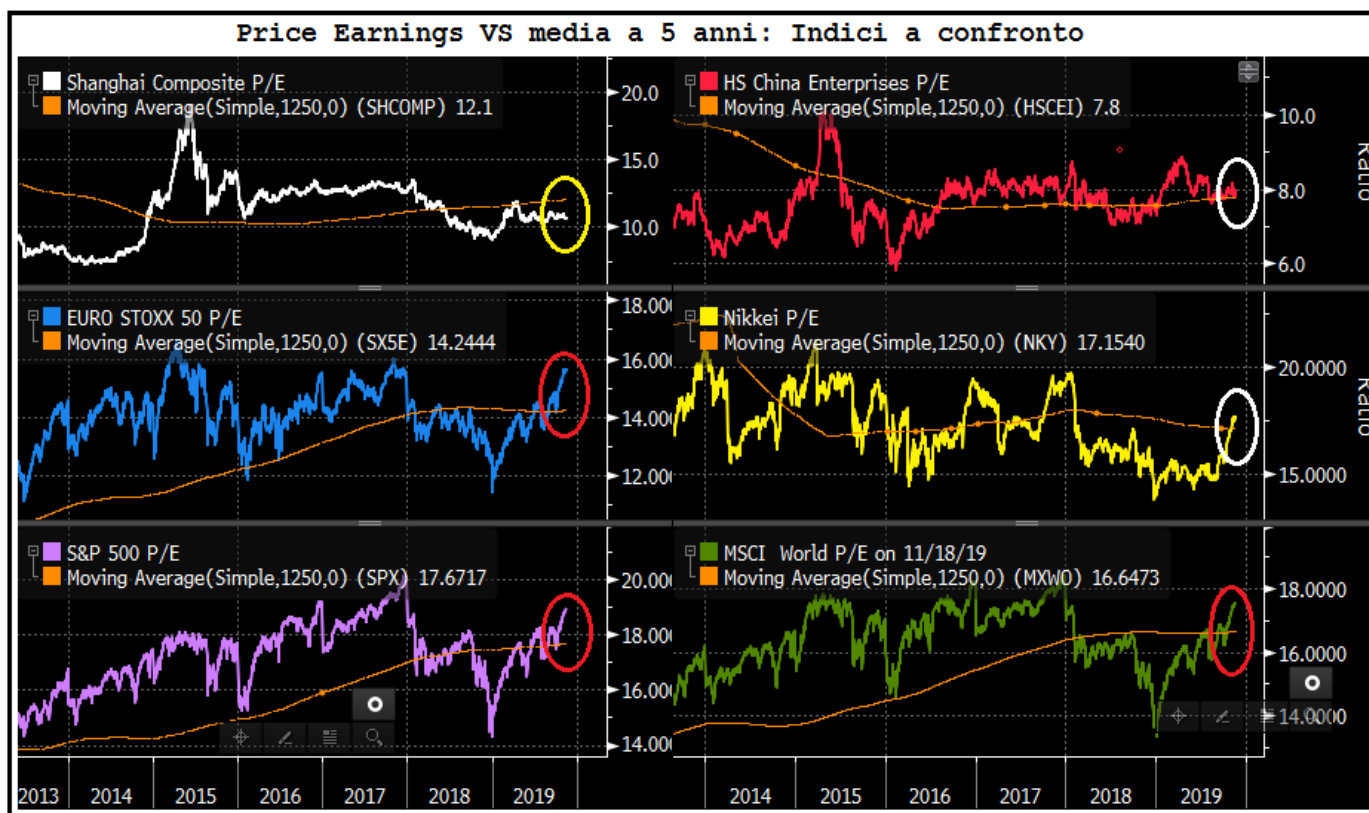 Price Earnings VS media a 5 anni: Indici a confronto
Shanghai Composite P/E
Moving Average(Simple,1250,0) (SHCOMP) 12.1
20.0
15.0
10.0
HS China Enterprises P/E
Moving Average(Simple,1250,0) (HSCEI) 7.8
10.0
8.0
6.0
Ratio
EURO STOXX 50 P/E
Moving Average(Simple,1250,0) (SX5E) 14.2444
18.000
16.000
14.000
12.000
Nikkei P/E
Moving Average(Simple,1250,0) (NKY) 17.1540
20.0000
15.0000
Ratio
S&P 500 P/E
Moving Average(Simple,1250,0) (SPX) 17.6717
20.000
18.000
16.000
14.000
MSCI World P/E on 11/18/19
Moving Average(Simple,1250,0) (MXWO) 16.6473
18.0000
16.0000
14.0000
2013 2014 2015 2016 2017 2018 2019
2014 2015 2016 2017 2018 2019